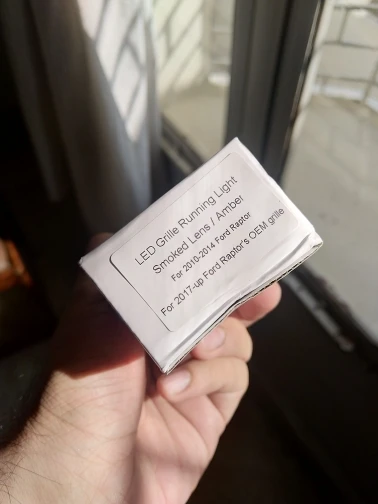 LED Grille Running Light
Smoked Lens / Amber
For 2010-2014 Ford Raptor
For 2017-up Ford Raptor's OEM grille